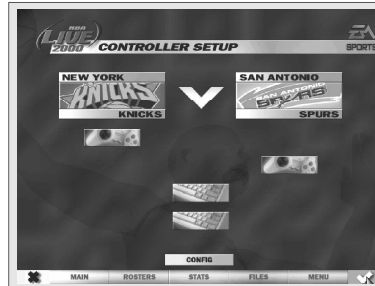 NBA
LIVE
2000
CONTROLLER SETUP
EA
SPORTS
NEW YORK
SAN ANTONIO
KNICKS
SAN ANTONIO
SPURS
KNICKS
SPURS
CONFIG
MAIN
ROSTERS
STATS
FILES
MENU